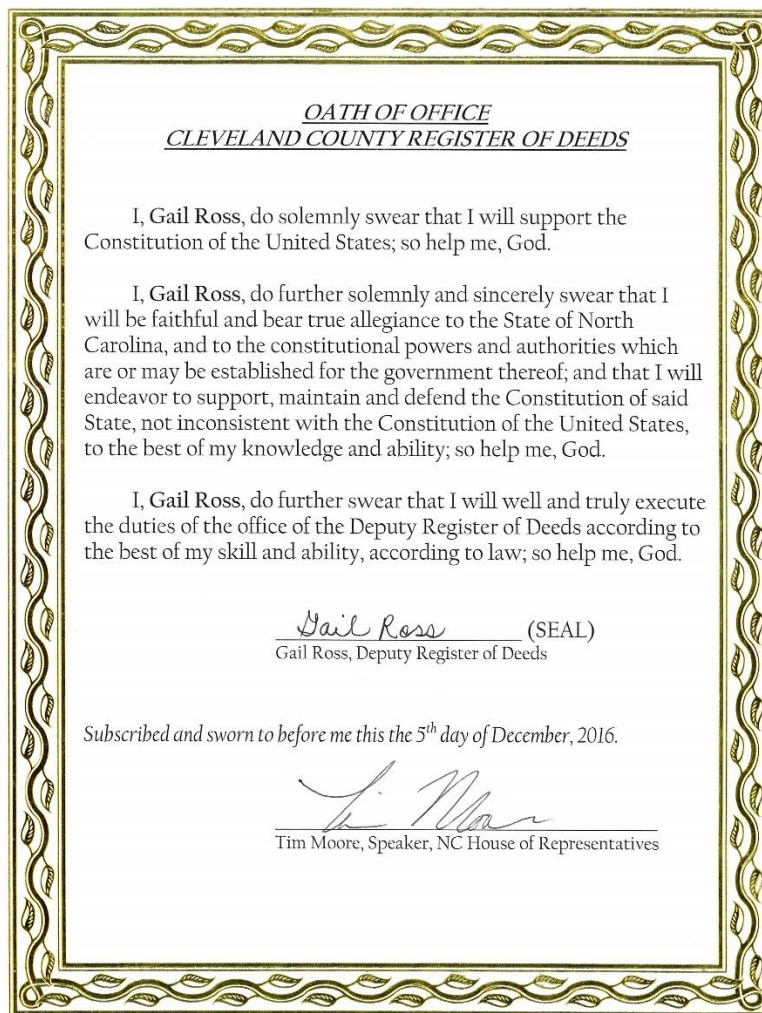 OATH OF OFFICE
CLEVELAND COUNTY REGISTER OF DEEDS
I, Gail Ross, do solemnly swear that I will support the
Constitution of the United States; so help me, God.
I, Gail Ross, do further solemnly and sincerely swear that I
will be faithful and bear true allegiance to the State of North
Carolina, and to the constitutional powers and authorities which
are or may be established for the government thereof; and that I will
endeavor to support, maintain and defend the Constitution of said
State, not inconsistent with the Constitution of the United States,
to the best of my knowledge and ability; so help me, God.
I, Gail Ross, do further swear that I will well and truly execute
the duties of the office of the Deputy Register of Deeds according to
the best of my skill and ability, according to law; so help me, God.
Gail Ross (SEAL)
Gail Ross, Deputy Register of Deeds
Subscribed and sworn to before me this the 5th day of December, 2016.
Tim Moore
Tim Moore, Speaker, NC House of Representatives